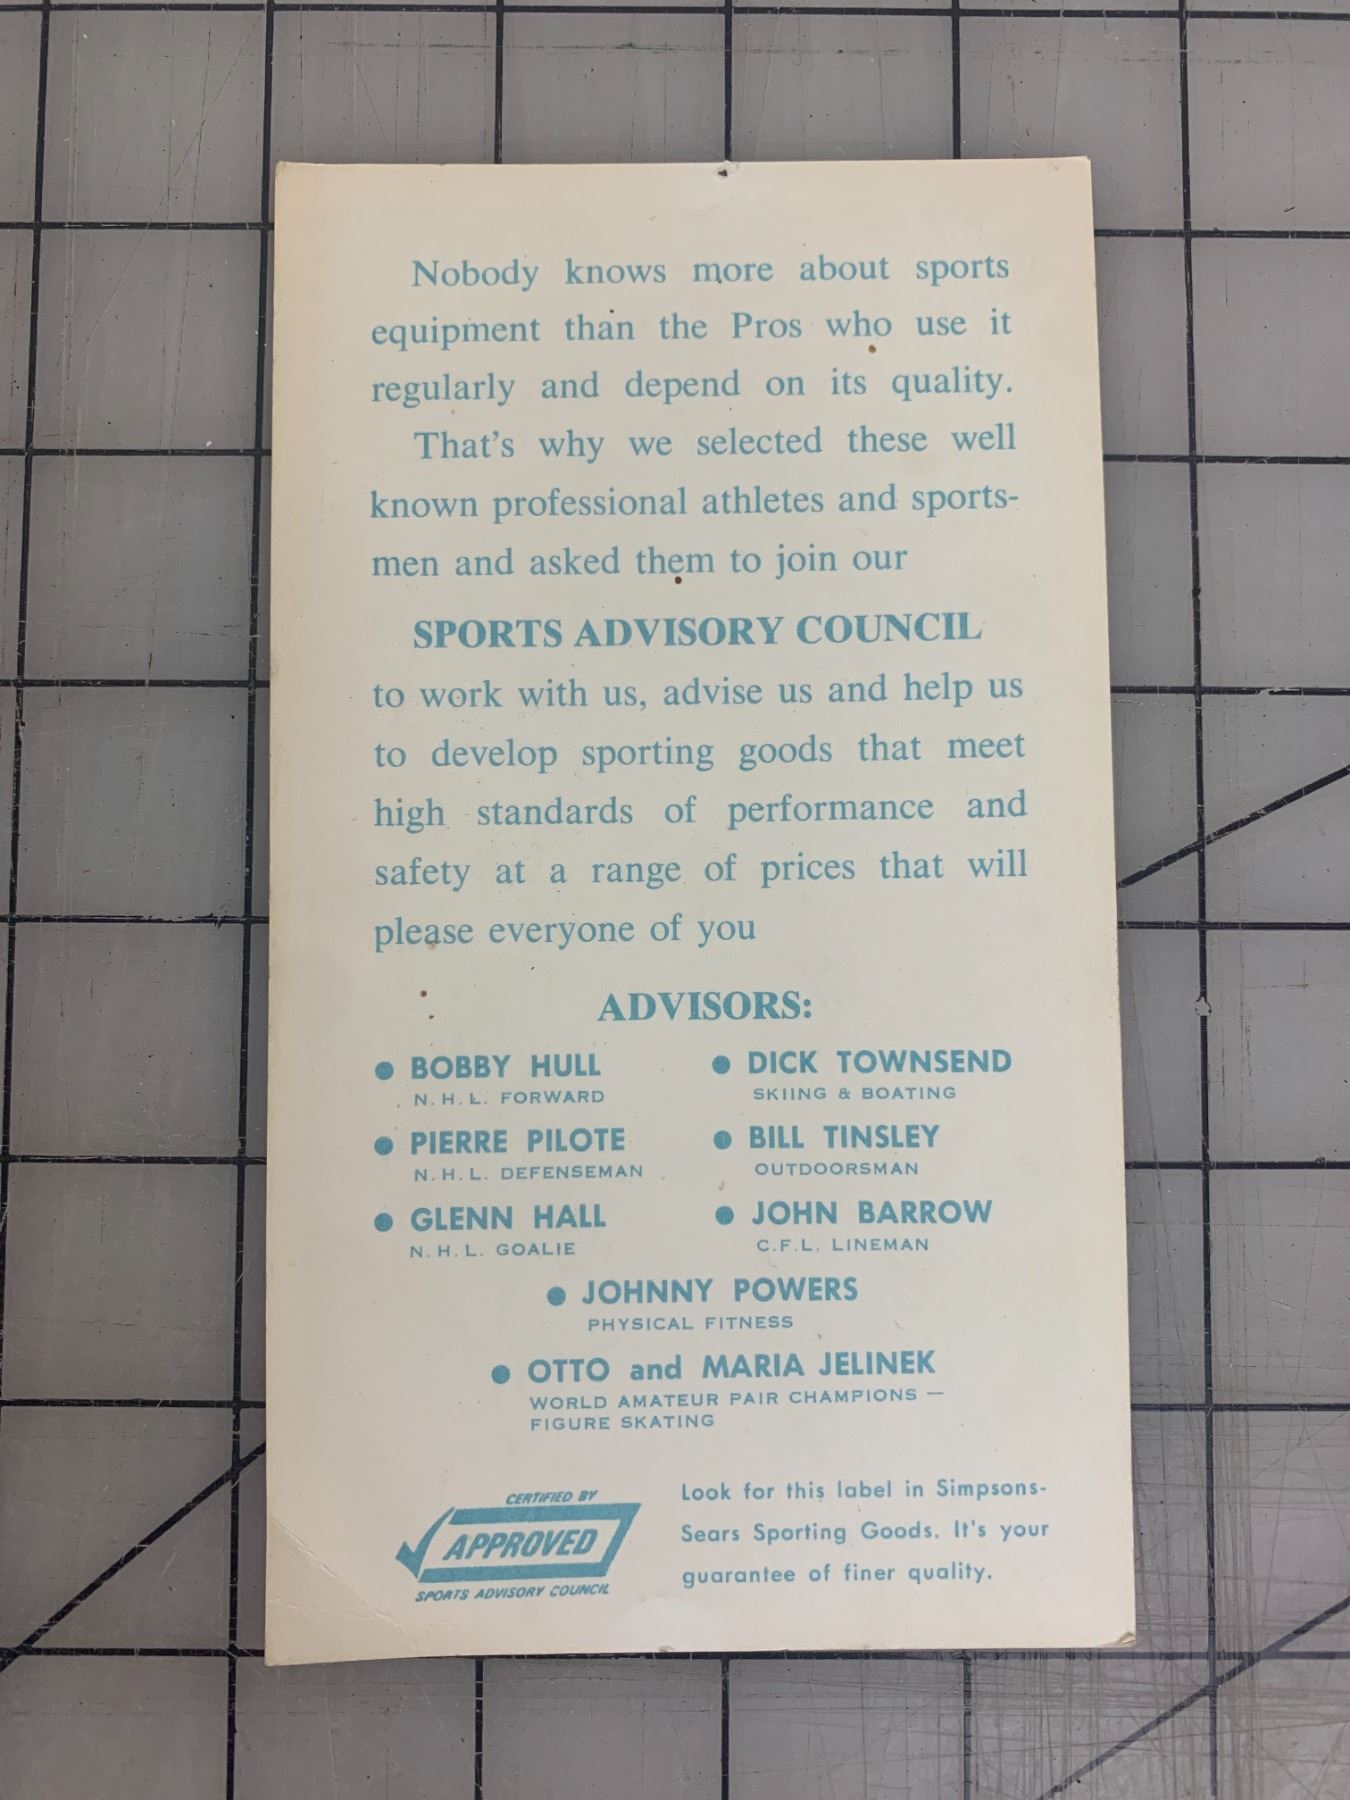 Nobody knows more about sports
equipment than the Pros who use it
regularly and depend on its quality.
That's why we selected these well
known professional athletes and sports-
men and asked them to join our
SPORTS ADVISORY COUNCIL
to work with us, advise us and help us
to develop sporting goods that meet
high standards of performance and
safety at a range of prices that will
please everyone of you
ADVISORS:
● BOBBY HULL
N. H. L. FORWARD
● PIERRE PILOTE
N. H. L. DEFENSEMAN
● GLENN HALL
N. H. L. GOALIE
● DICK TOWNSEND
SKIING & BOATING
● BILL TINSLEY
OUTDOORSMAN
● JOHN BARROW
C.F.L. LINEMAN
● JOHNNY POWERS
PHYSICAL FITNESS
● OTTO and MARIA JELINEK
WORLD AMATEUR PAIR CHAMPIONS —
FIGURE SKATING
CERTIFIED BY
APPROVED
SPORTS ADVISORY COUNCIL
Look for this label in Simpsons-
Sears Sporting Goods. It's your
guarantee of finer quality.